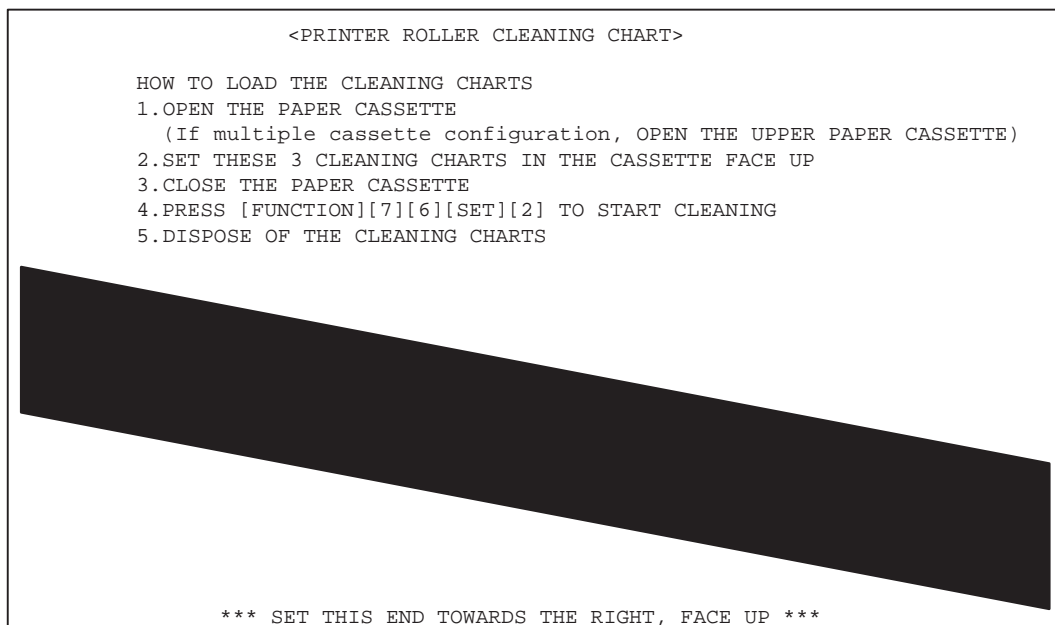 <PRINTER ROLLER CLEANING CHART>
HOW TO LOAD THE CLEANING CHARTS
1.OPEN THE PAPER CASSETTE
(If multiple cassette configuration, OPEN THE UPPER PAPER CASSETTE)
2.SET THESE 3 CLEANING CHARTS IN THE CASSETTE FACE UP
3.CLOSE THE PAPER CASSETTE
4.PRESS [FUNCTION][7][6][SET][2] TO START CLEANING
5.DISPOSE OF THE CLEANING CHARTS
*** SET THIS END TOWARDS THE RIGHT, FACE UP ***